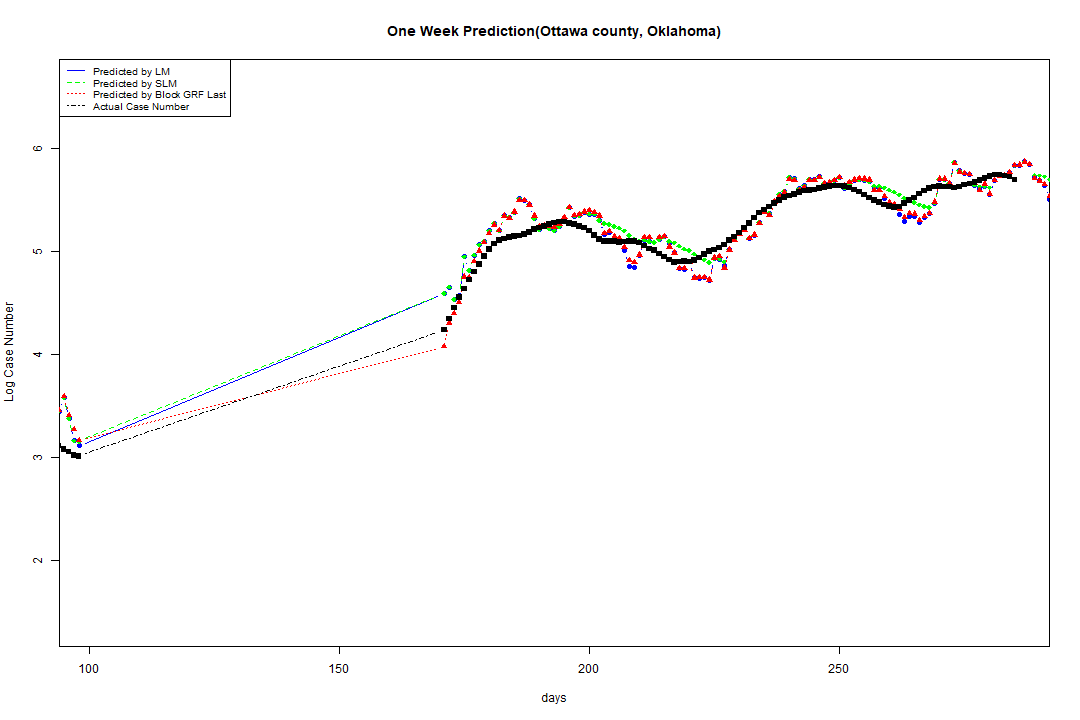 One Week Prediction(Ottawa county, Oklahoma)
Predicted by LM
Predicted by SLM
Predicted by Block GRF Last
Actual Case Number
6
5
4
3
2
Log Case Number
100 150 200 250
days